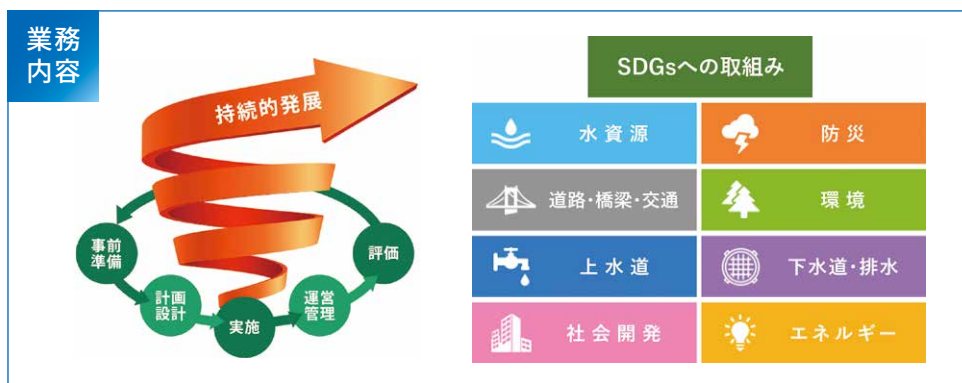 業務
内容
持続的発展
事前
準備
計画
設計
実施
運営
管理
評価
SDGsへの取組み
水資源
防災
道路・橋梁・交通
環境
上水道
下水道・排水
社会開発
エネルギー